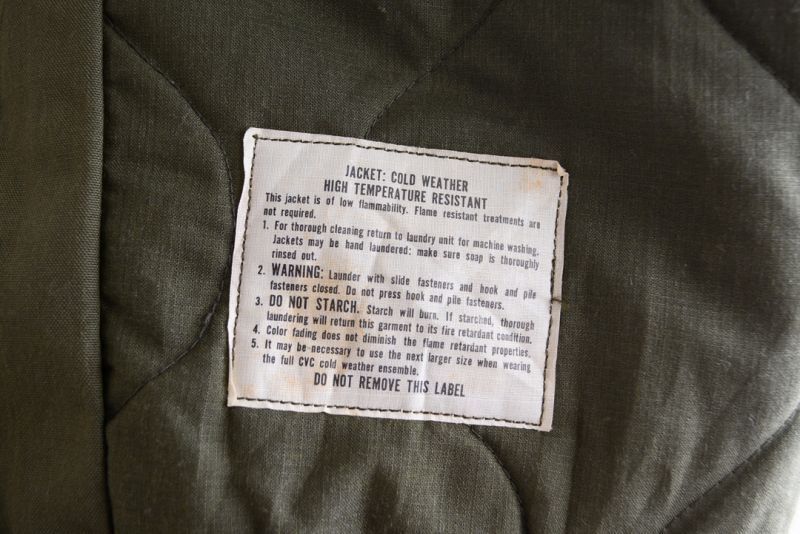 JACKET: COLD WEATHER
HIGH TEMPERATURE RESISTANT
This jacket is of low flammability. Flame resistant treatments are
not required.
1. For thorough cleaning return to laundry unit for machine washing.
Jackets may be hand laundered: make sure soap is thoroughly
rinsed out.
2. WARNING: Launder with slide fasteners and hook and pile
fasteners closed. Do not press hook and pile fasteners.
3. DO NOT STARCH. Starch will burn. If starched, thorough
laundering will return this garment to its fire retardant condition.
4. Color fading does not diminish the flame retardant properties.
5. It may be necessary to use the next larger size when wearing
the full CVC cold weather ensemble.
DO NOT REMOVE THIS LABEL